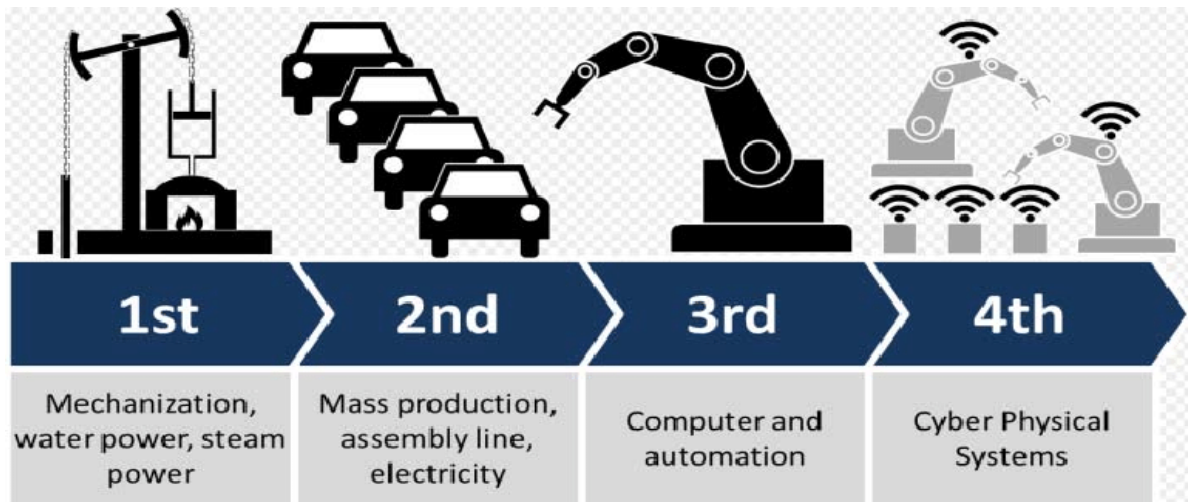 1st
2nd
3rd
4th
Mechanization,
water power, steam
power
Mass production,
assembly line,
electricity
Computer and
automation
Cyber Physical
Systems